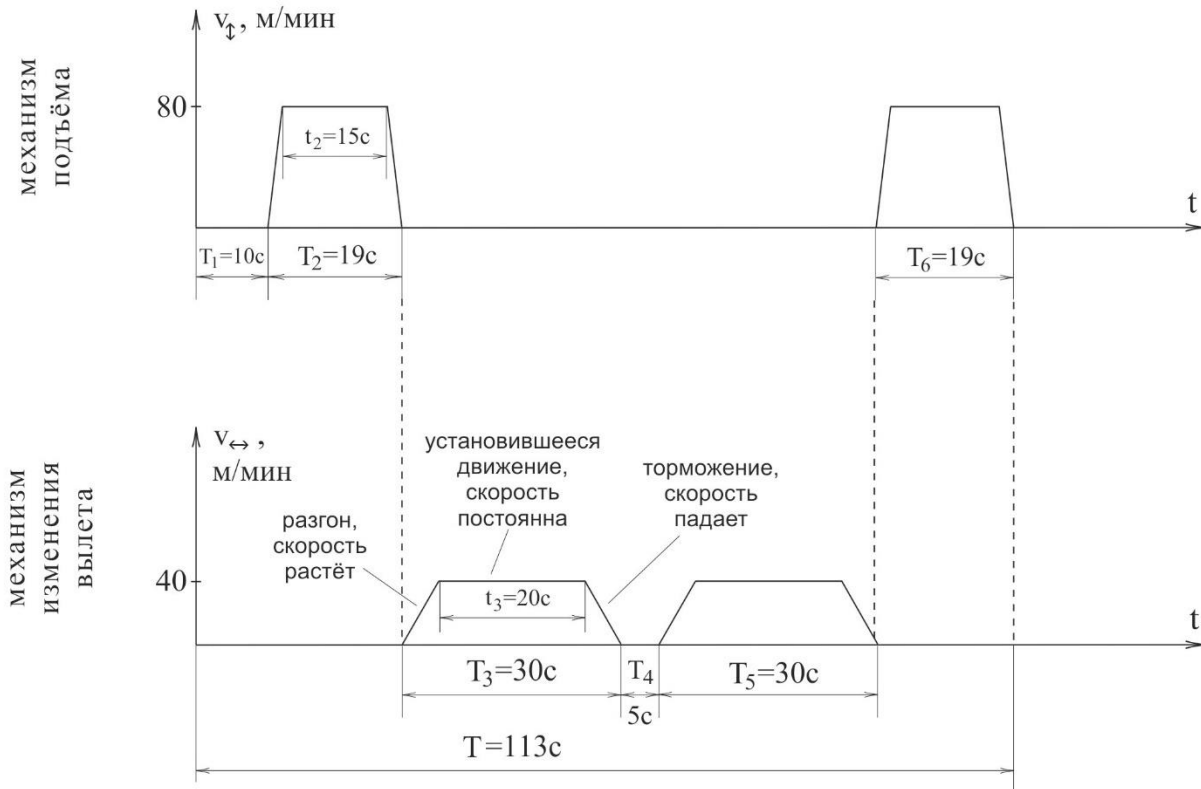 механизм
подъёма
v↕, м/мин
80
t₂=15с
t
T₁=10с
T₂=19с
T₆=19с
механизм
изменения
вылета
v↔ ,
м/мин
40
разгон,
скорость
растёт
установившееся
движение,
скорость
постоянна
торможение,
скорость
падает
t₃=20с
t
T₃=30с
T₄
5с
T₅=30с
T=113с